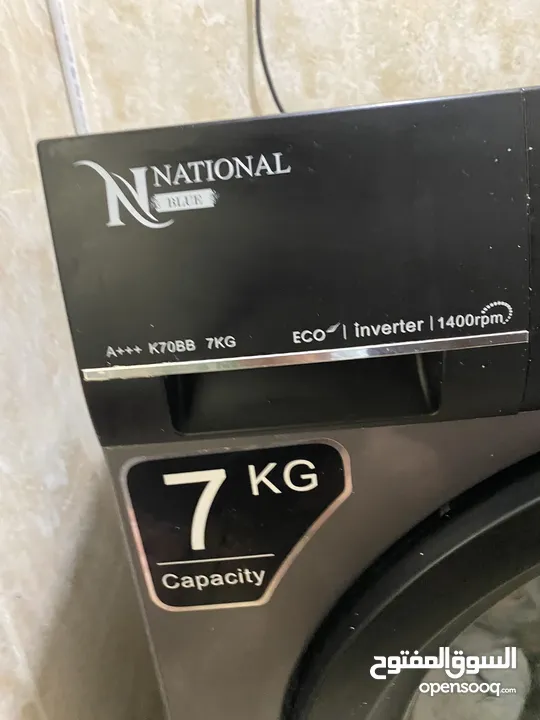 N NATIONAL
BLUE
A+++ K70BB 7KG
ECO | inverter | 1400rpm
7 KG
Capacity
السوق المفتوح
opensooq.com